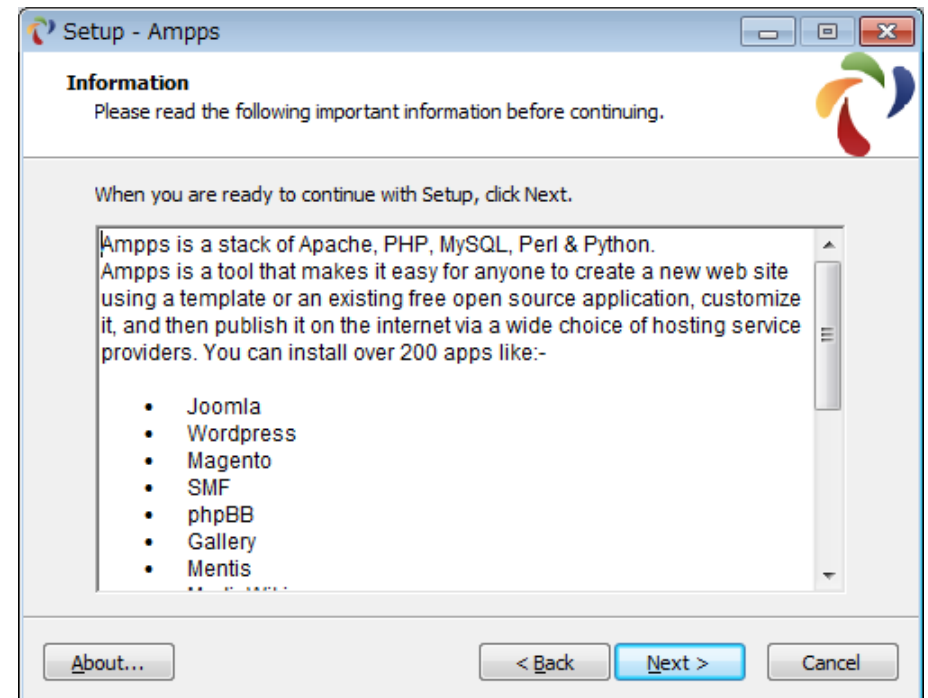 Setup - Ampps
Information
Please read the following important information before continuing.
When you are ready to continue with Setup, click Next.
Ampps is a stack of Apache, PHP, MySQL, Perl & Python.
Ampps is a tool that makes it easy for anyone to create a new web site
using a template or an existing free open source application, customize
it, and then publish it on the internet via a wide choice of hosting service
providers. You can install over 200 apps like:-
• Joomla
• Wordpress
• Magento
• SMF
• phpBB
• Gallery
• Mentis
About...
< Back
Next >
Cancel